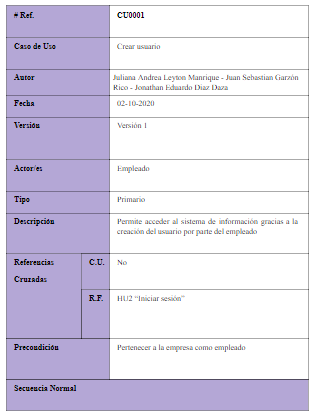 # Ref. CU0001
Caso de Uso Crear usuario
Autor Juliana Andrea Leyton Manrique - Juan Sebastian Garzón
Rico - Jonathan Eduardo Diaz Daza
Fecha 02-10-2020
Versión Versión 1
Actor/es Empleado
Tipo Primario
Descripción Permite acceder al sistema de información gracias a la
creación del usuario por parte del empleado
Referencias C.U. No
Cruzadas
R.F. HU2 “Iniciar sesión”
Precondición Pertenecer a la empresa como empleado
Secuencia Normal